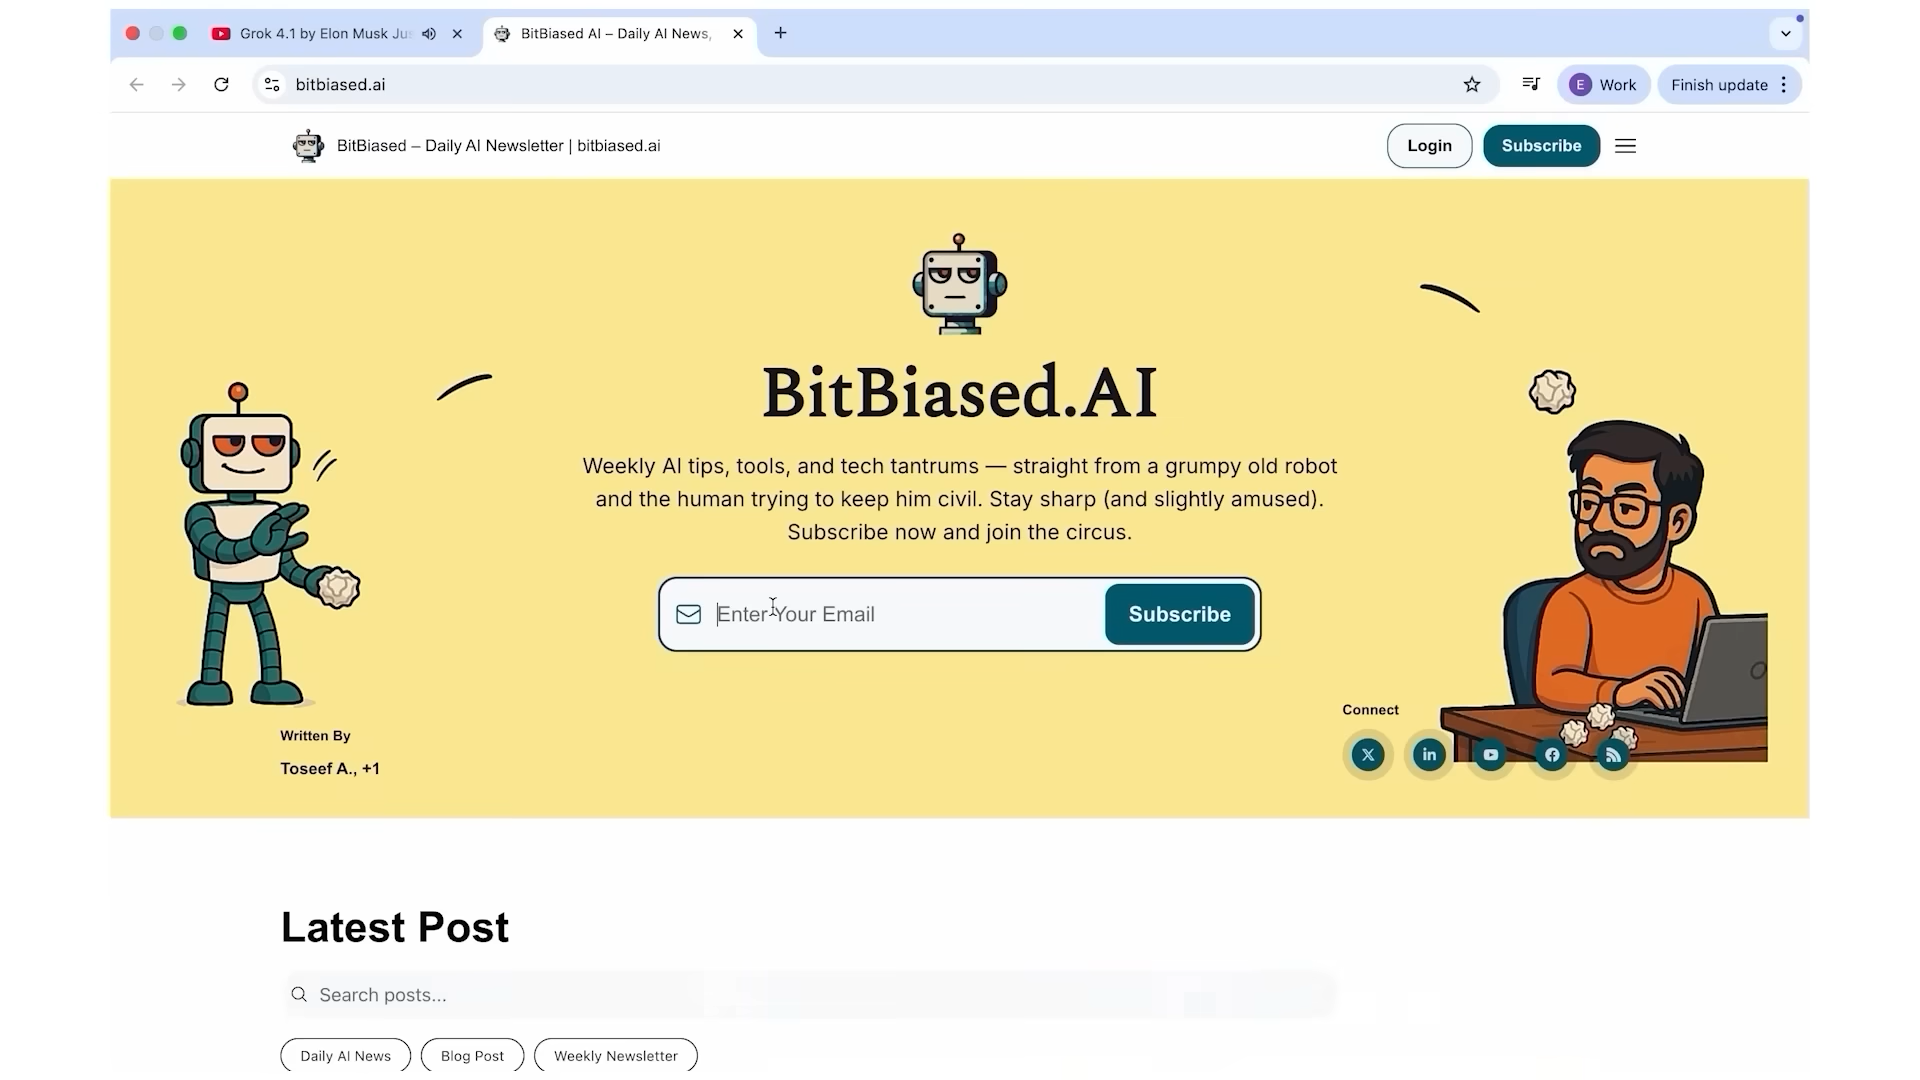 Grok 4.1 by Elon Musk Jus
BitBiased AI – Daily AI News,
bitbiased.ai
E
Work
Finish update
BitBiased – Daily AI Newsletter | bitbiased.ai
Login
Subscribe
BitBiased.AI
Weekly AI tips, tools, and tech tantrums — straight from a grumpy old robot
and the human trying to keep him civil. Stay sharp (and slightly amused).
Subscribe now and join the circus.
Enter Your Email
Subscribe
Written By
Toseef A., +1
Connect
X
in
Latest Post
Search posts...
Daily AI News
Blog Post
Weekly Newsletter